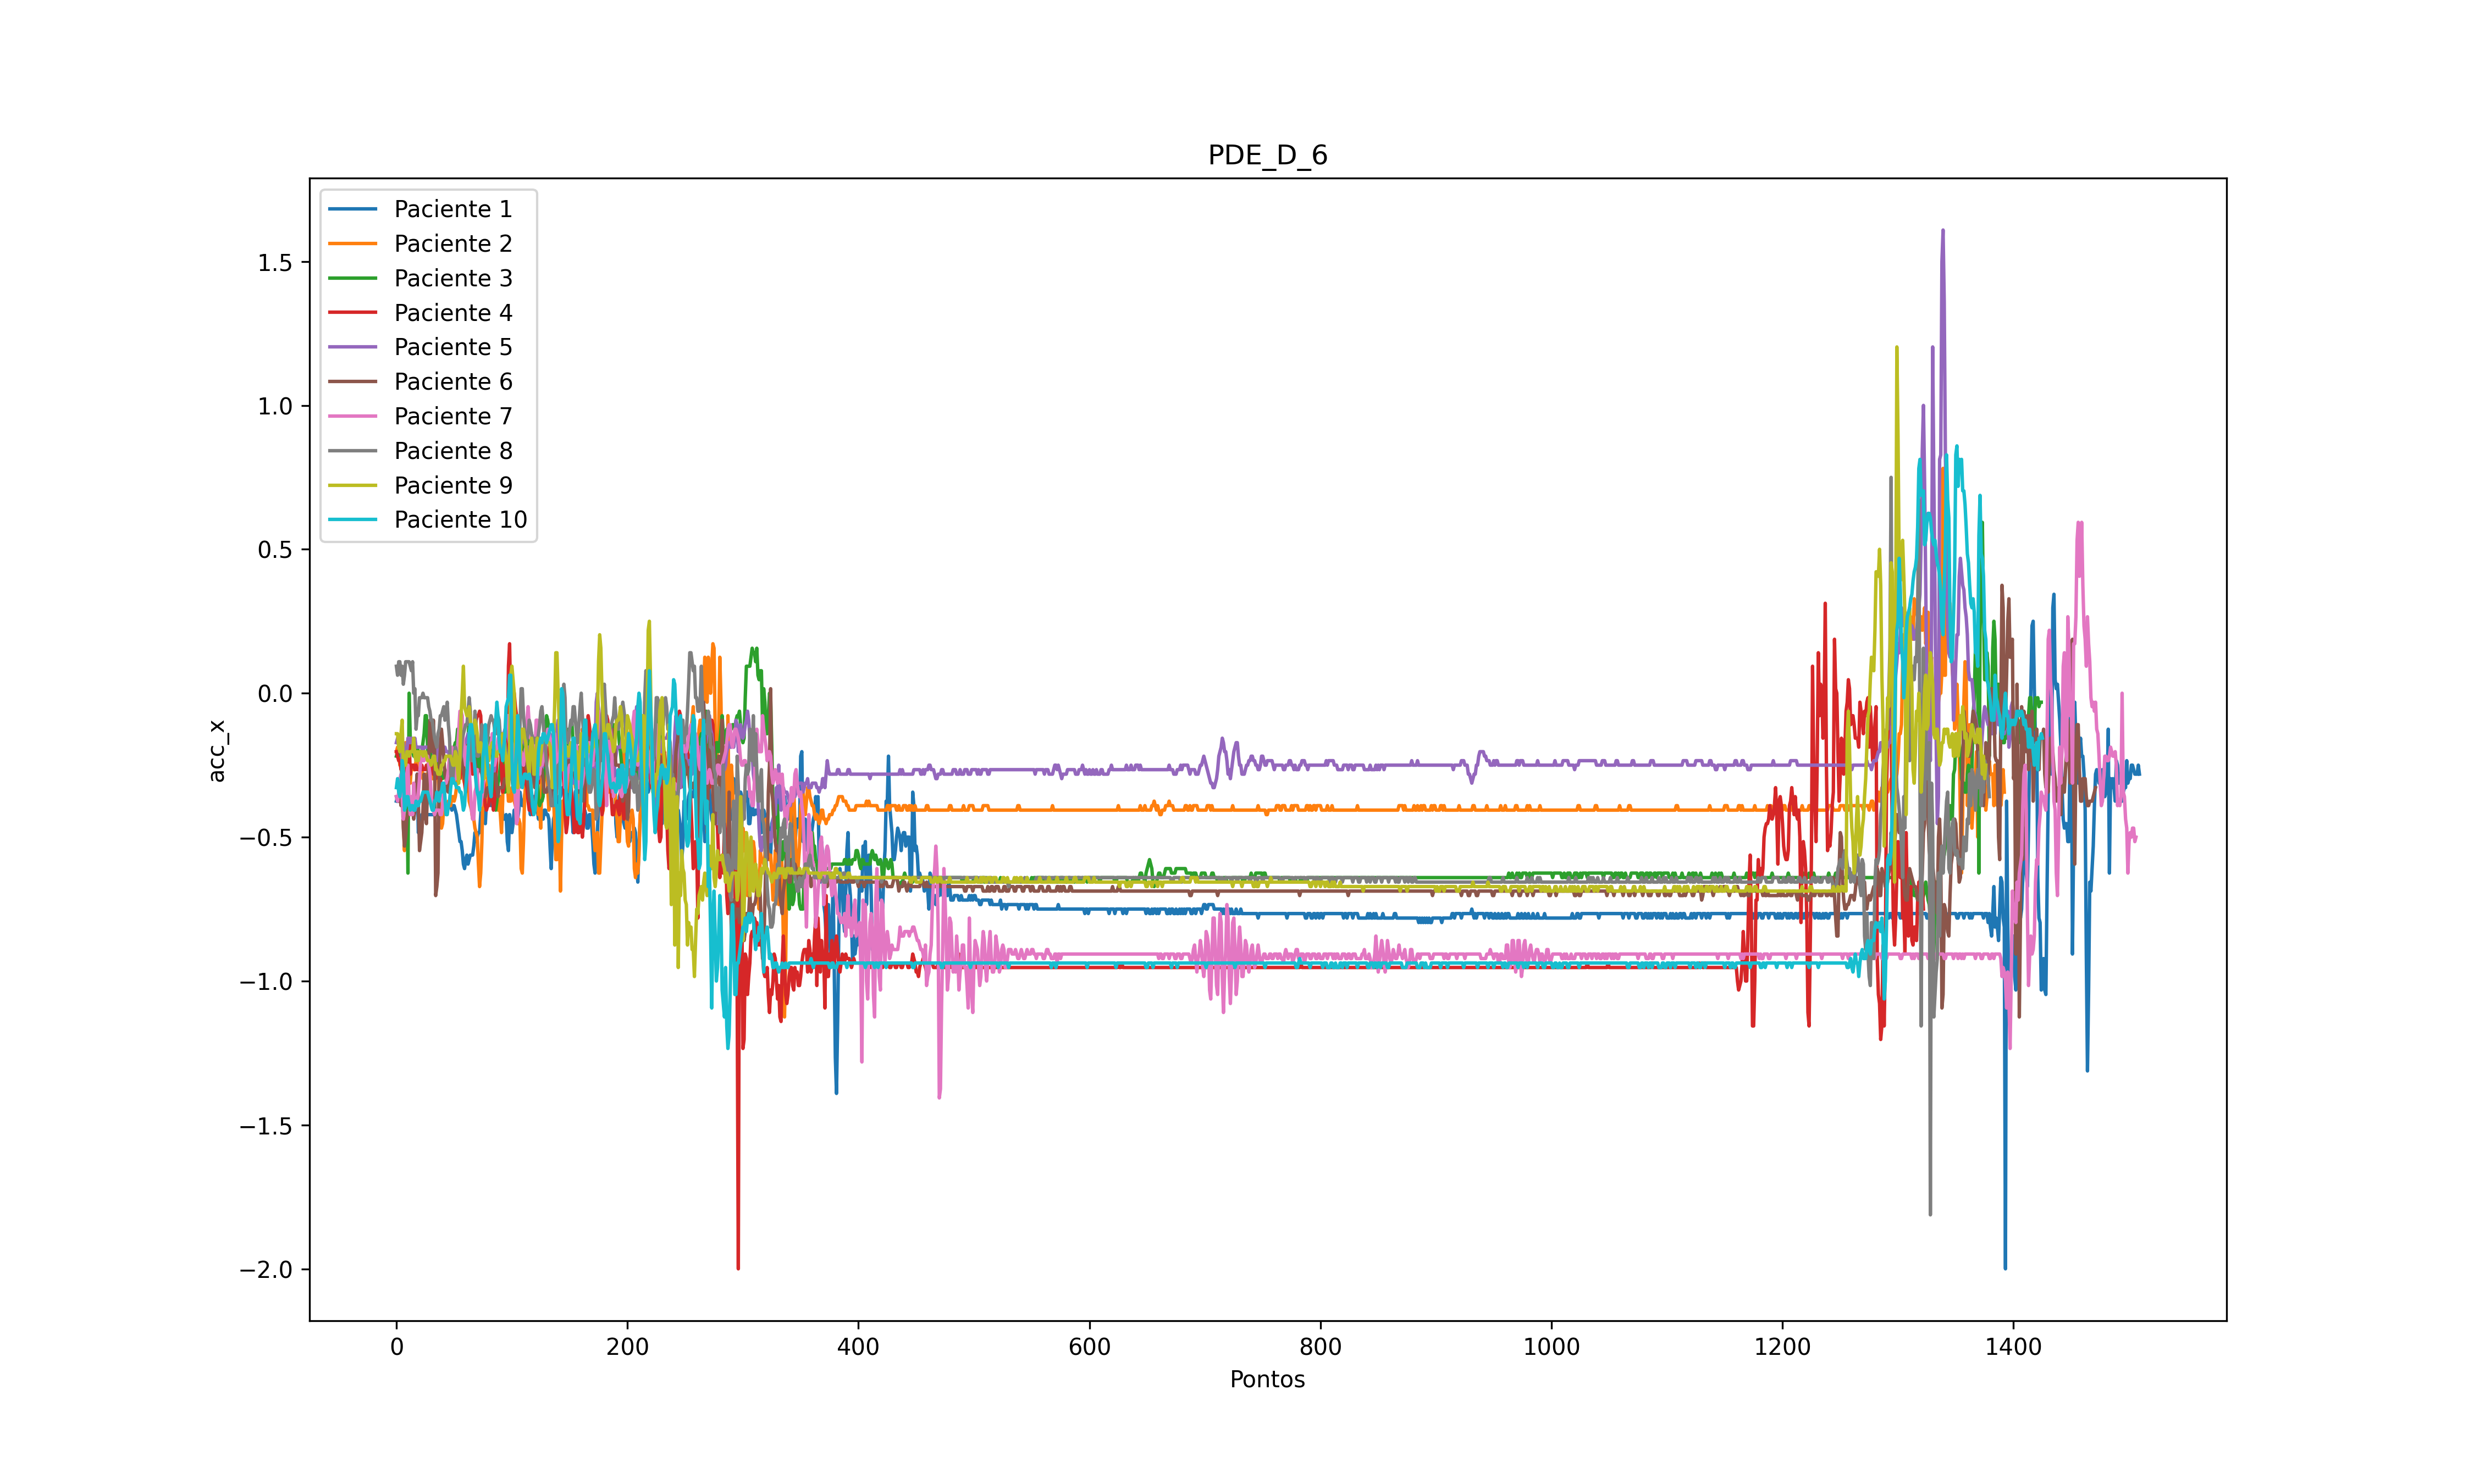 PDE_D_6
Paciente 1
Paciente 2
Paciente 3
Paciente 4
Paciente 5
Paciente 6
Paciente 7
Paciente 8
Paciente 9
Paciente 10
1.5
1.0
0.5
0.0
−0.5
−1.0
−1.5
−2.0
acc_x
0 200 400 600 800 1000 1200 1400
Pontos